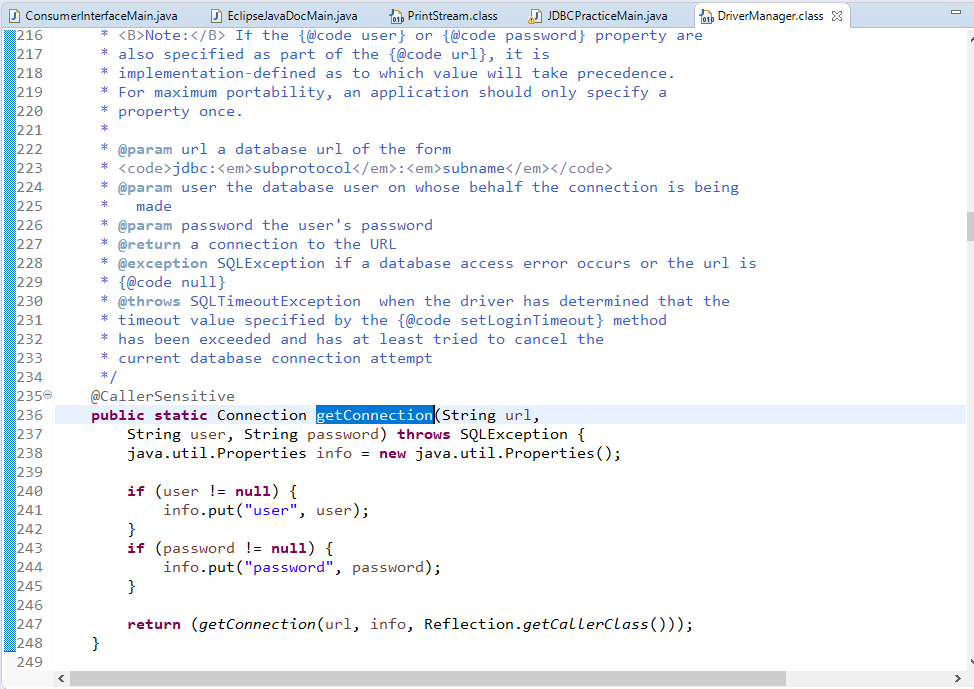 ConsumerInterfaceMain.java EclipseJavaDocMain.java PrintStream.class JDBCPracticeMain.java DriverManager.class
216      * <B>Note:</B> If the {@code user} or {@code password} property are
217      * also specified as part of the {@code url}, it is
218      * implementation-defined as to which value will take precedence.
219      * For maximum portability, an application should only specify a
220      * property once.
221      *
222      * @param url a database url of the form
223      * <code>jdbc:<em>subprotocol</em>:<em>subname</em></code>
224      * @param user the database user on whose behalf the connection is being
225      *   made
226      * @param password the user's password
227      * @return a connection to the URL
228      * @exception SQLException if a database access error occurs or the url is
229      * {@code null}
230      * @throws SQLTimeoutException  when the driver has determined that the
231      * timeout value specified by the {@code setLoginTimeout} method
232      * has been exceeded and has at least tried to cancel the
233      * current database connection attempt
234      */
235     @CallerSensitive
236     public static Connection getConnection(String url,
237         String user, String password) throws SQLException {
238         java.util.Properties info = new java.util.Properties();
239
240         if (user != null) {
241             info.put("user", user);
242         }
243         if (password != null) {
244             info.put("password", password);
245         }
246
247         return (getConnection(url, info, Reflection.getCallerClass()));
248     }
249